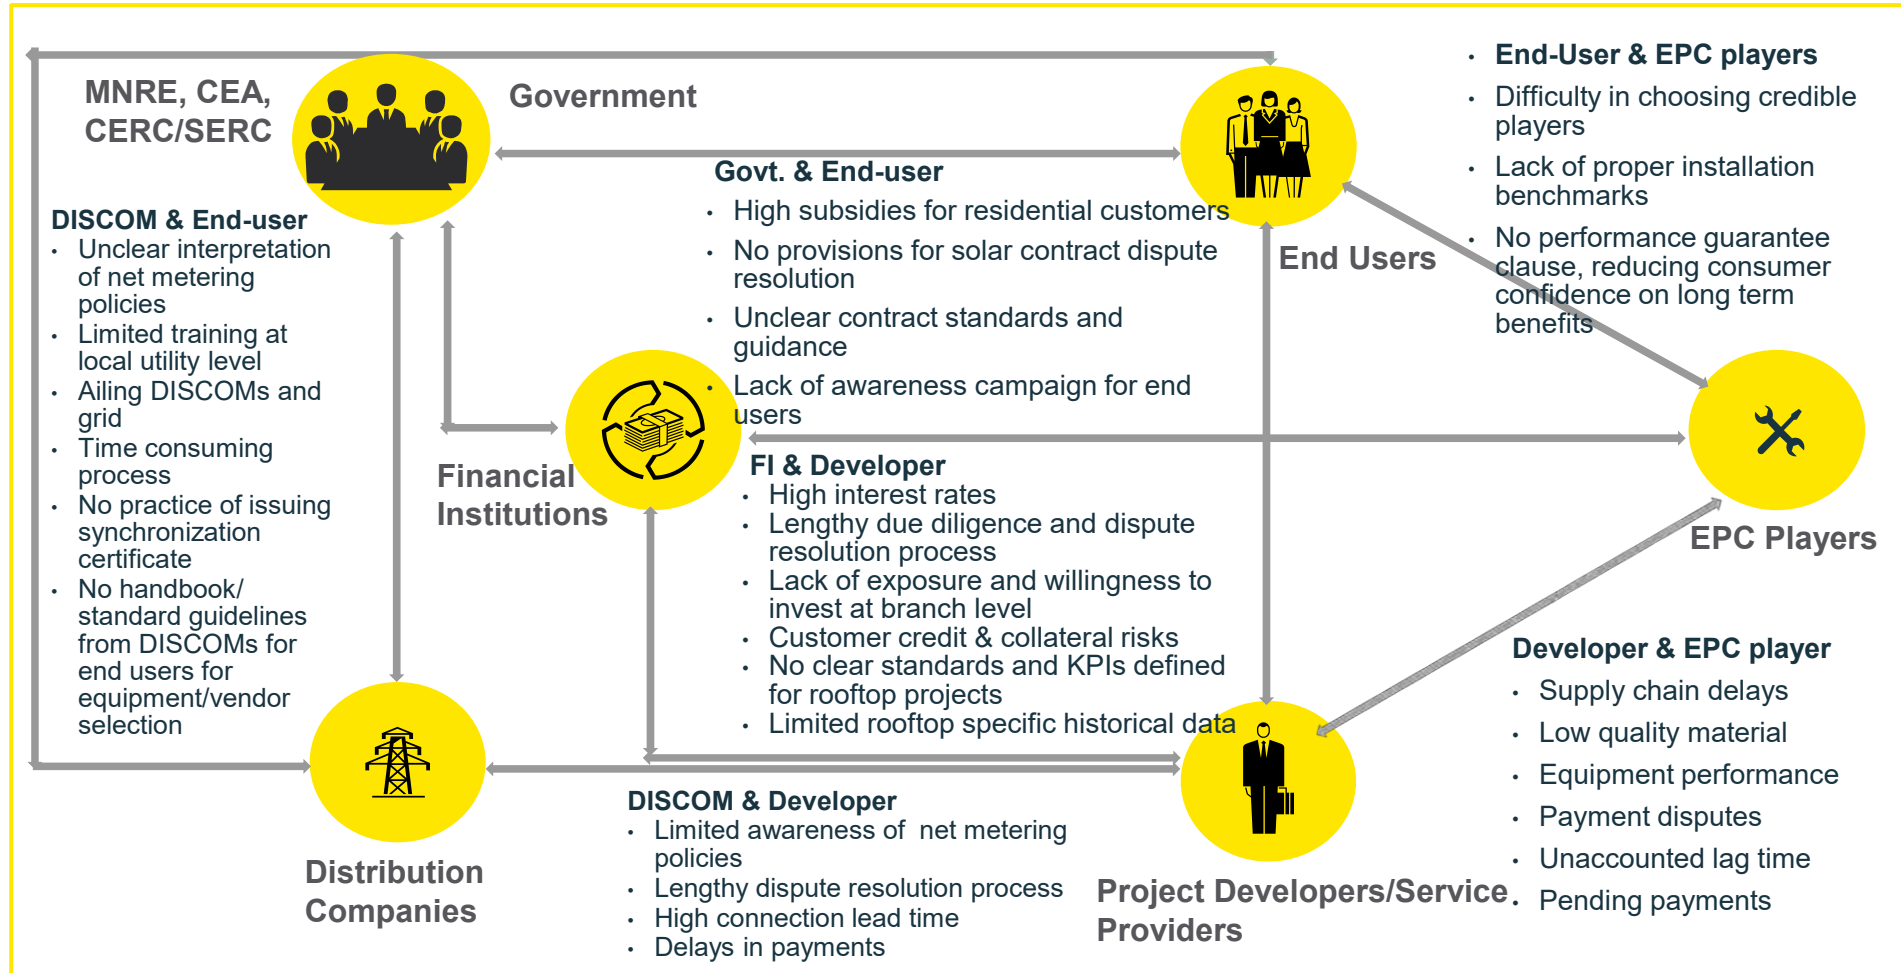 MNRE, CEA,
CERC/SERC
Government
DISCOM & End-user
• Unclear interpretation
of net metering
policies
• Limited training at
local utility level
• Ailing DISCOMs and
grid
• Time consuming
process
• No practice of issuing
synchronization
certificate
• No handbook/
standard guidelines
from DISCOMs for
end users for
equipment/vendor
selection
Govt. & End-user
• High subsidies for residential customers
• No provisions for solar contract dispute
resolution
• Unclear contract standards and
guidance
• Lack of awareness campaign for end
users
End Users
• End-User & EPC players
• Difficulty in choosing credible
players
• Lack of proper installation
benchmarks
• No performance guarantee
clause, reducing consumer
confidence on long term
benefits
Financial
Institutions
FI & Developer
• High interest rates
• Lengthy due diligence and dispute
resolution process
• Lack of exposure and willingness to
invest at branch level
• Customer credit & collateral risks
• No clear standards and KPIs defined
for rooftop projects
• Limited rooftop specific historical data
EPC Players
Developer & EPC player
• Supply chain delays
• Low quality material
• Equipment performance
• Payment disputes
• Unaccounted lag time
• Pending payments
Distribution
Companies
DISCOM & Developer
• Limited awareness of  net metering
policies
• Lengthy dispute resolution process
• High connection lead time
• Delays in payments
Project Developers/Service
Providers